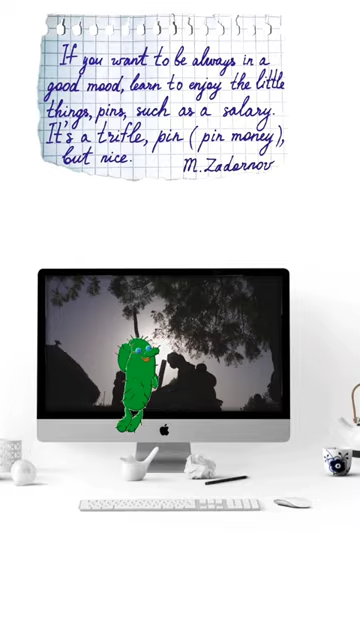 If you want to be always in a
good mood, learn to enjoy the little
things, pins, such as a salary.
It's a trifle, pin (pin money),
but nice.
M. Zadornov